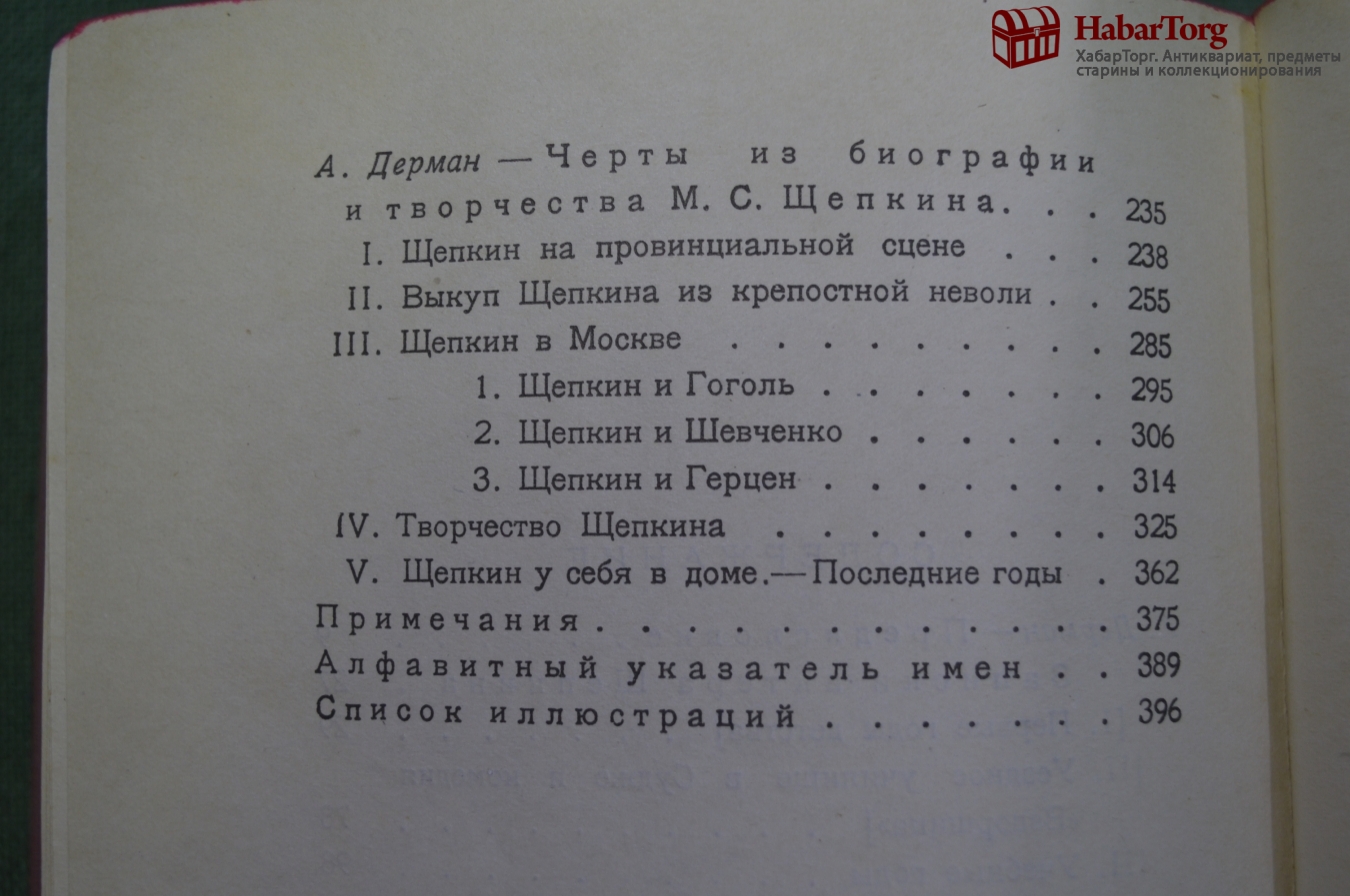 HabarTorg
ХабарТорг. Антиквариат, предметы
старины и коллекционирования
А. Дерман — Черты из биографии
и творчества М. С. Щепкина. . . 235
I. Щепкин на провинциальной сцене . . . 238
II. Выкуп Щепкина из крепостной неволи . . 255
III. Щепкин в Москве . . . . . . . . . 285
1. Щепкин и Гоголь . . . . . . . 295
2. Щепкин и Шевченко . . . . . . 306
3. Щепкин и Герцен . . . . . . . 314
IV. Творчество Щепкина . . . . . . . . 325
V. Щепкин у себя в доме.—Последние годы . 362
Примечания . . . . . . . . . . . . 375
Алфавитный указатель имен . . 389
Список иллюстраций . . . . . . . 396